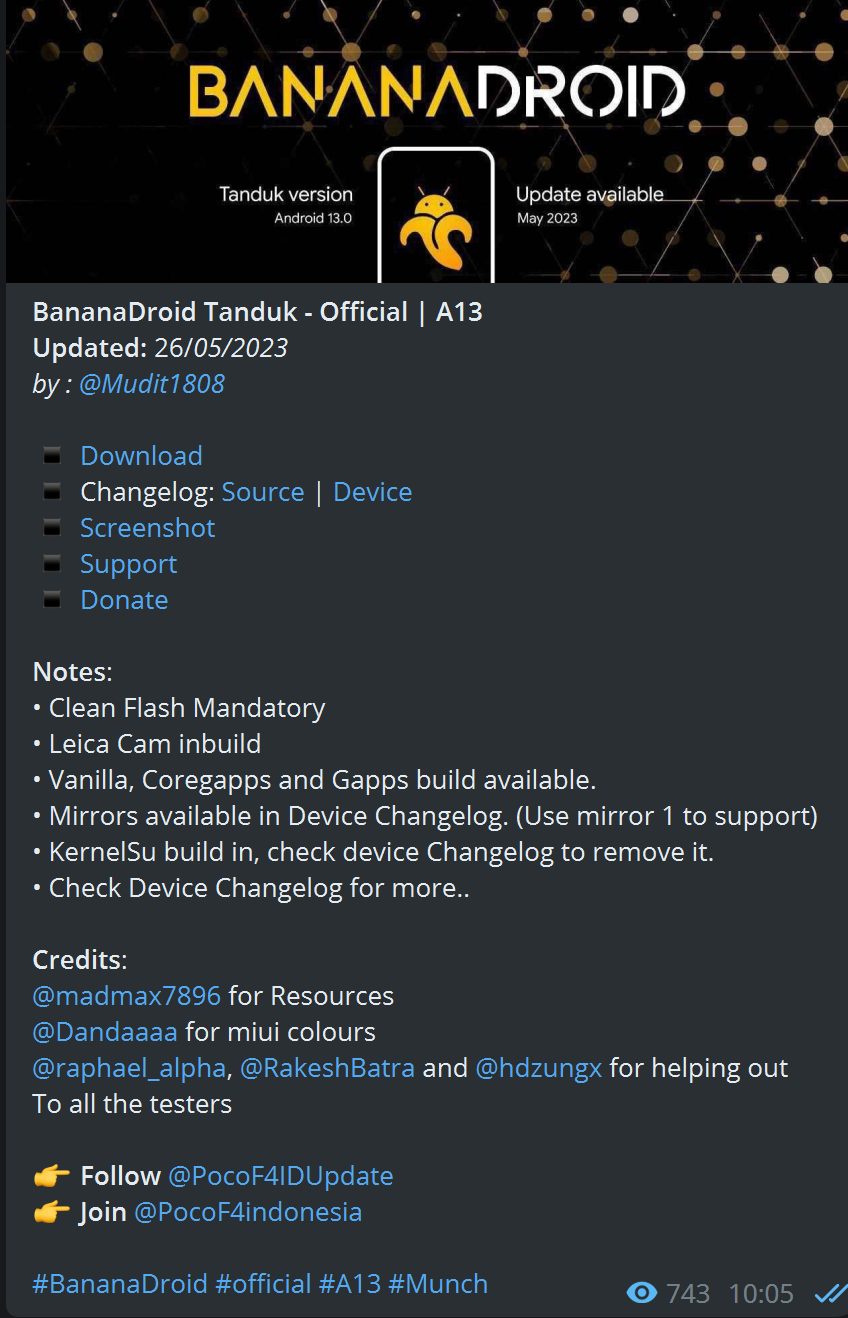 BANANADROID
Tanduk version
Android 13.0
Update available
May 2023
BananaDroid Tanduk - Official | A13
Updated: 26/05/2023
by : @Mudit1808
▪️ Download
▪️ Changelog: Source | Device
▪️ Screenshot
▪️ Support
▪️ Donate
Notes:
• Clean Flash Mandatory
• Leica Cam inbuild
• Vanilla, Coregapps and Gapps build available.
• Mirrors available in Device Changelog. (Use mirror 1 to support)
• KernelSu build in, check device Changelog to remove it.
• Check Device Changelog for more..
Credits:
@madmax7896 for Resources
@Dandaaaa for miui colours
@raphael_alpha, @RakeshBatra and @hdzungx for helping out
To all the testers
👉 Follow @PocoF4IDUpdate
👉 Join @PocoF4indonesia
#BananaDroid #official #A13 #Munch
743 10:05